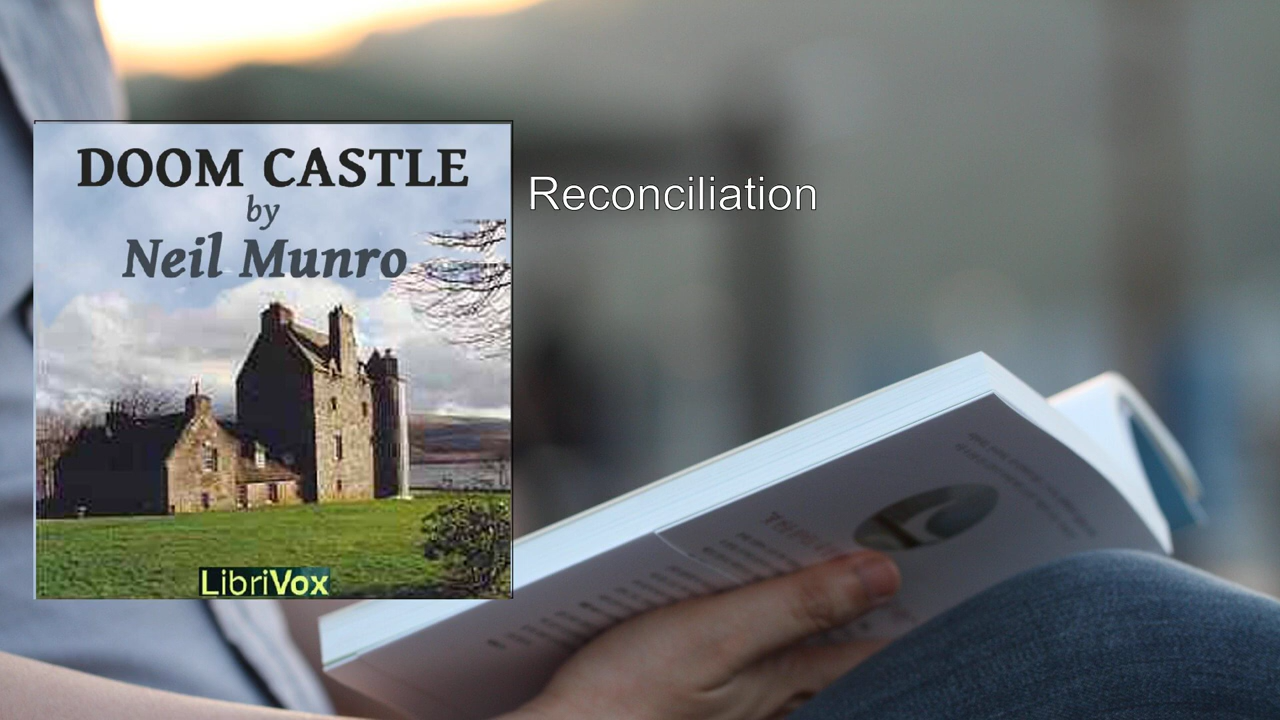 DOOM CASTLE
by
Neil Munro
Reconciliation
LibriVox